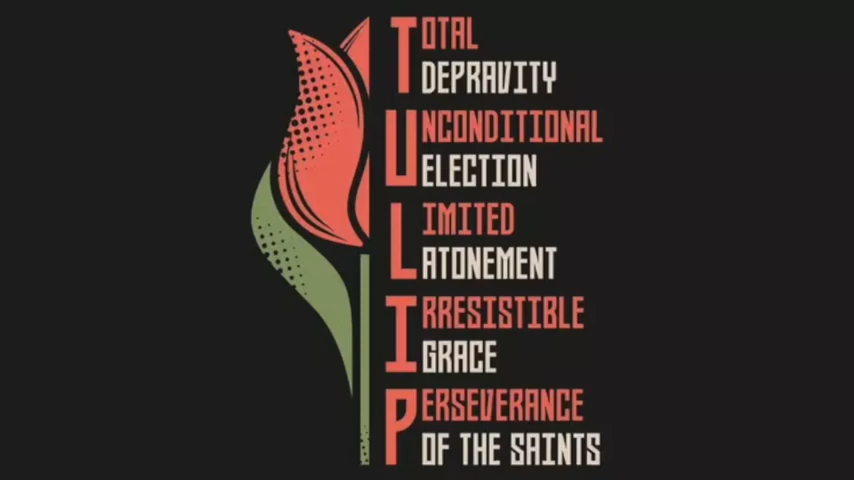 TOTAL
DEPRAVITY
UNCONDITIONAL
ELECTION
LIMITED
ATONEMENT
IRRESISTIBLE
GRACE
PERSEVERANCE
OF THE SAINTS